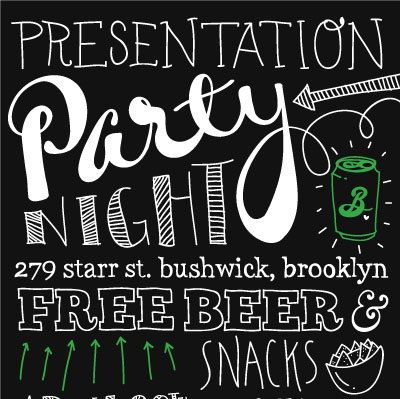 PRESENTATION
Party
NIGHT
B
279 starr st. bushwick, brooklyn
FREE BEER &
SNACKS